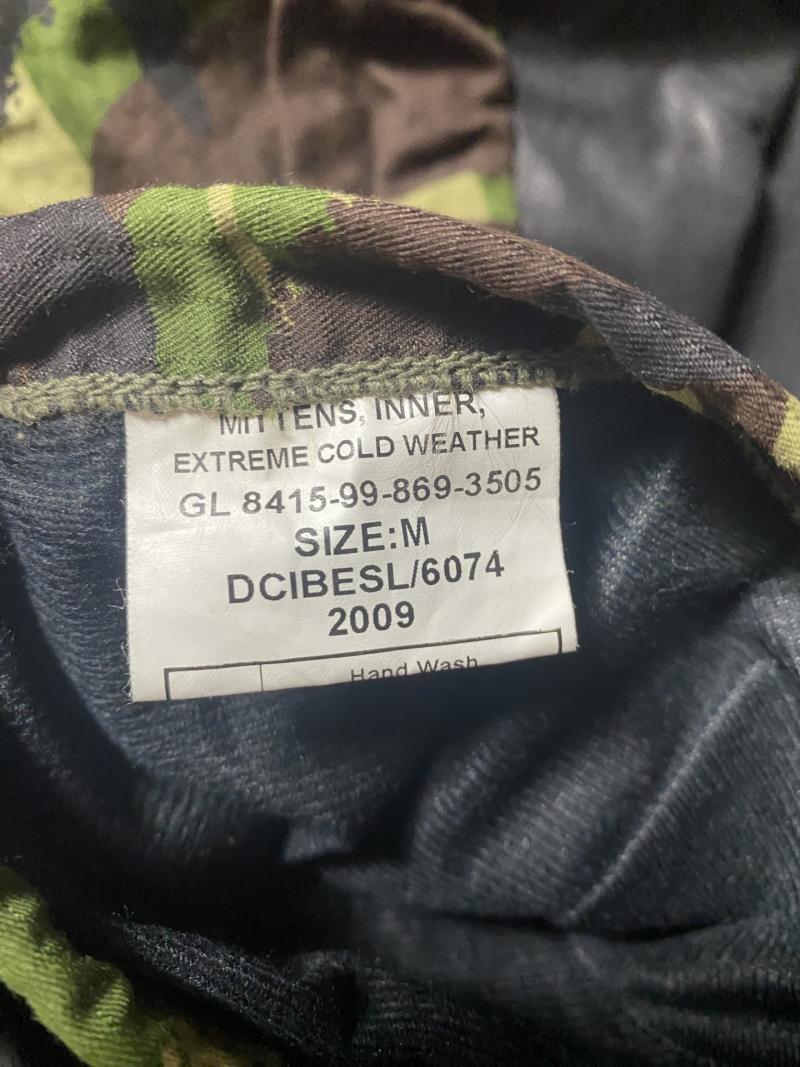 MITTENS, INNER,
EXTREME COLD WEATHER
GL 8415-99-869-3505
SIZE:M
DCIBESL/6074
2009
Hand Wash